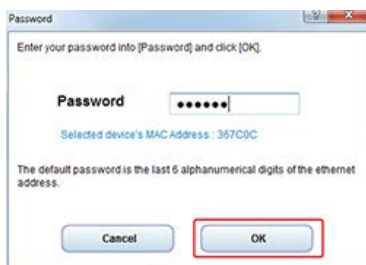 Password
Enter your password into [Password] and click [OK].
Password ●●●●●●
Selected device's MAC Address : 367C0C
The default password is the last 6 alphanumerical digits of the ethernet
address.
Cancel OK